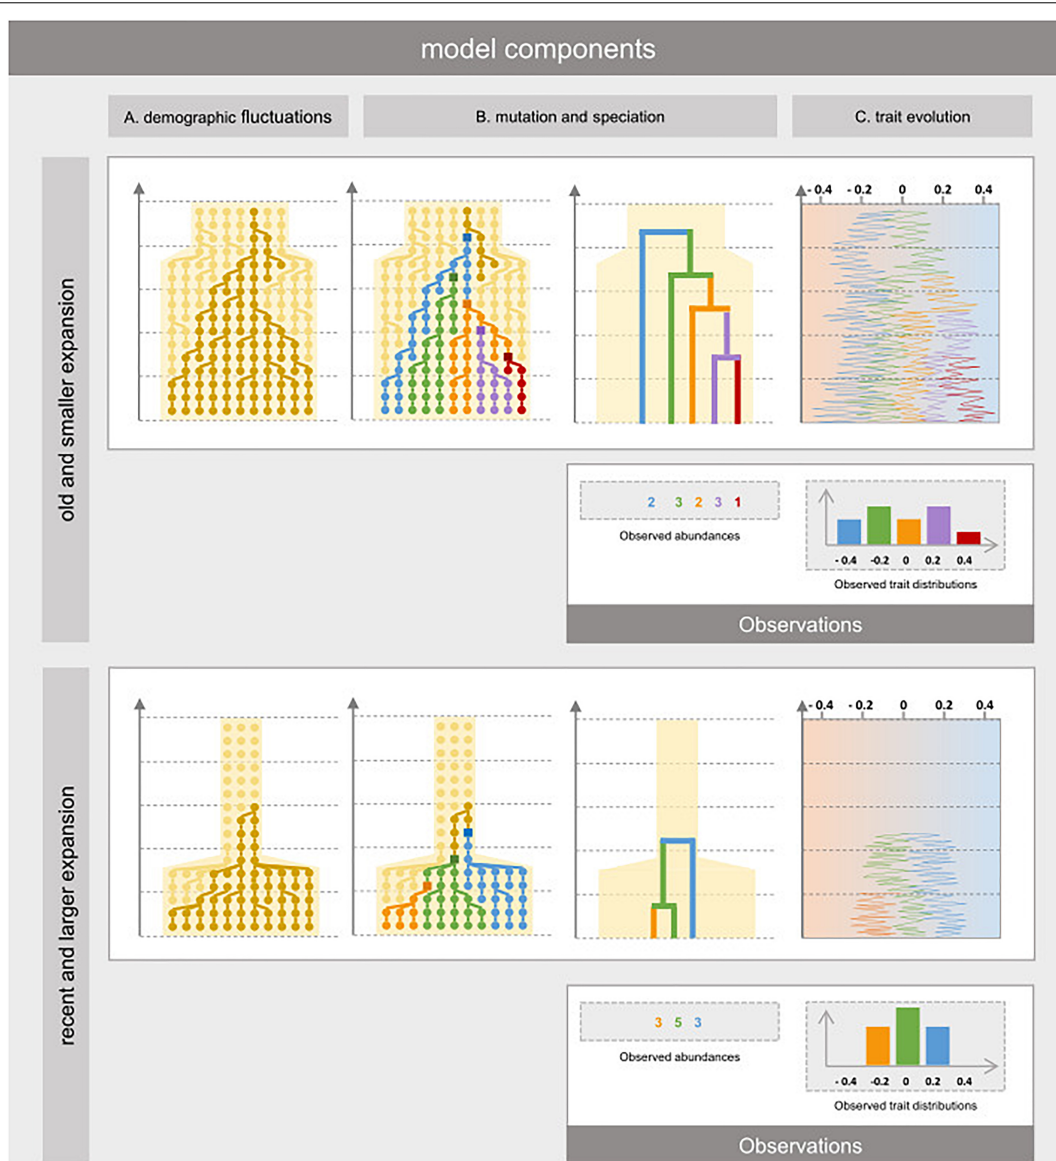 model components
A. demographic fluctuations
B. mutation and speciation
C. trait evolution
old and smaller expansion
- 0.4 - 0.2 0 0.2 0.4
2 3 2 3 1
Observed abundances
- 0.4 -0.2 0 0.2 0.4
Observed trait distributions
Observations
recent and larger expansion
- 0.4 - 0.2 0 0.2 0.4
3 5 3
Observed abundances
- 0.4 -0.2 0 0.2 0.4
Observed trait distributions
Observations